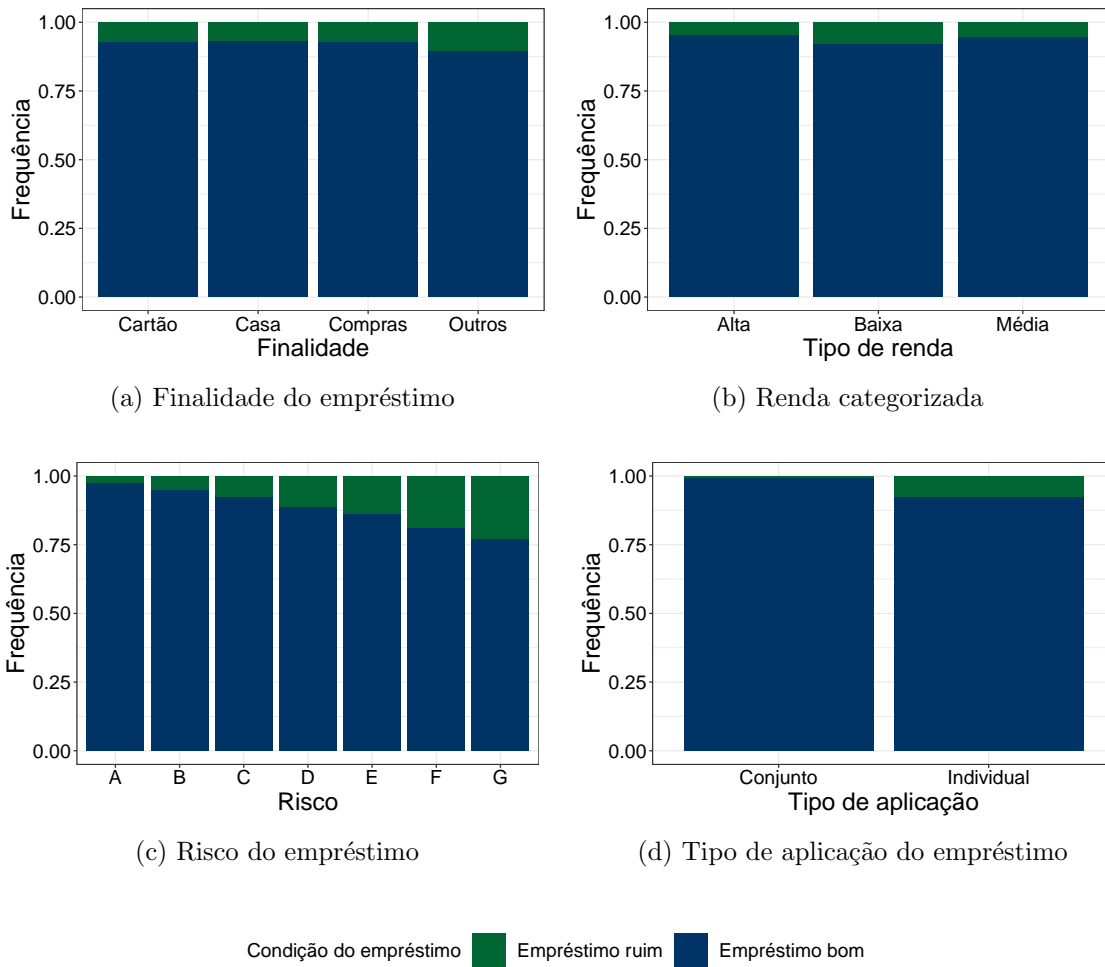 1.00
0.75
0.50
0.25
0.00
Frequência
Cartão Casa Compras Outros
Finalidade
(a) Finalidade do empréstimo
1.00
0.75
0.50
0.25
0.00
Frequência
Alta Baixa Média
Tipo de renda
(b) Renda categorizada
1.00
0.75
0.50
0.25
0.00
Frequência
A B C D E F G
Risco
(c) Risco do empréstimo
1.00
0.75
0.50
0.25
0.00
Frequência
Conjunto Individual
Tipo de aplicação
(d) Tipo de aplicação do empréstimo
Condição do empréstimo Empréstimo ruim Empréstimo bom